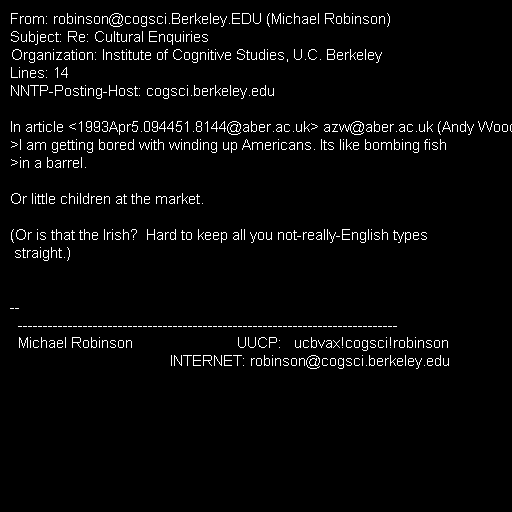 From: robinson@cogsci.Berkeley.EDU (Michael Robinson)
Subject: Re: Cultural Enquiries
Organization: Institute of Cognitive Studies, U.C. Berkeley
Lines: 14
NNTP-Posting-Host: cogsci.berkeley.edu

In article <1993Apr5.094451.8144@aber.ac.uk> azw@aber.ac.uk (Andy
>I am getting bored with winding up Americans. Its like bombing fish
>in a barrel.

Or little children at the market.

(Or is that the Irish?  Hard to keep all you not-really-English types
 straight.)

--
  ----------------------------------------------------------------------------
  Michael Robinson                          UUCP:   ucbvax!cogsci!robinson
                                        INTERNET: robinson@cogsci.berkeley.edu